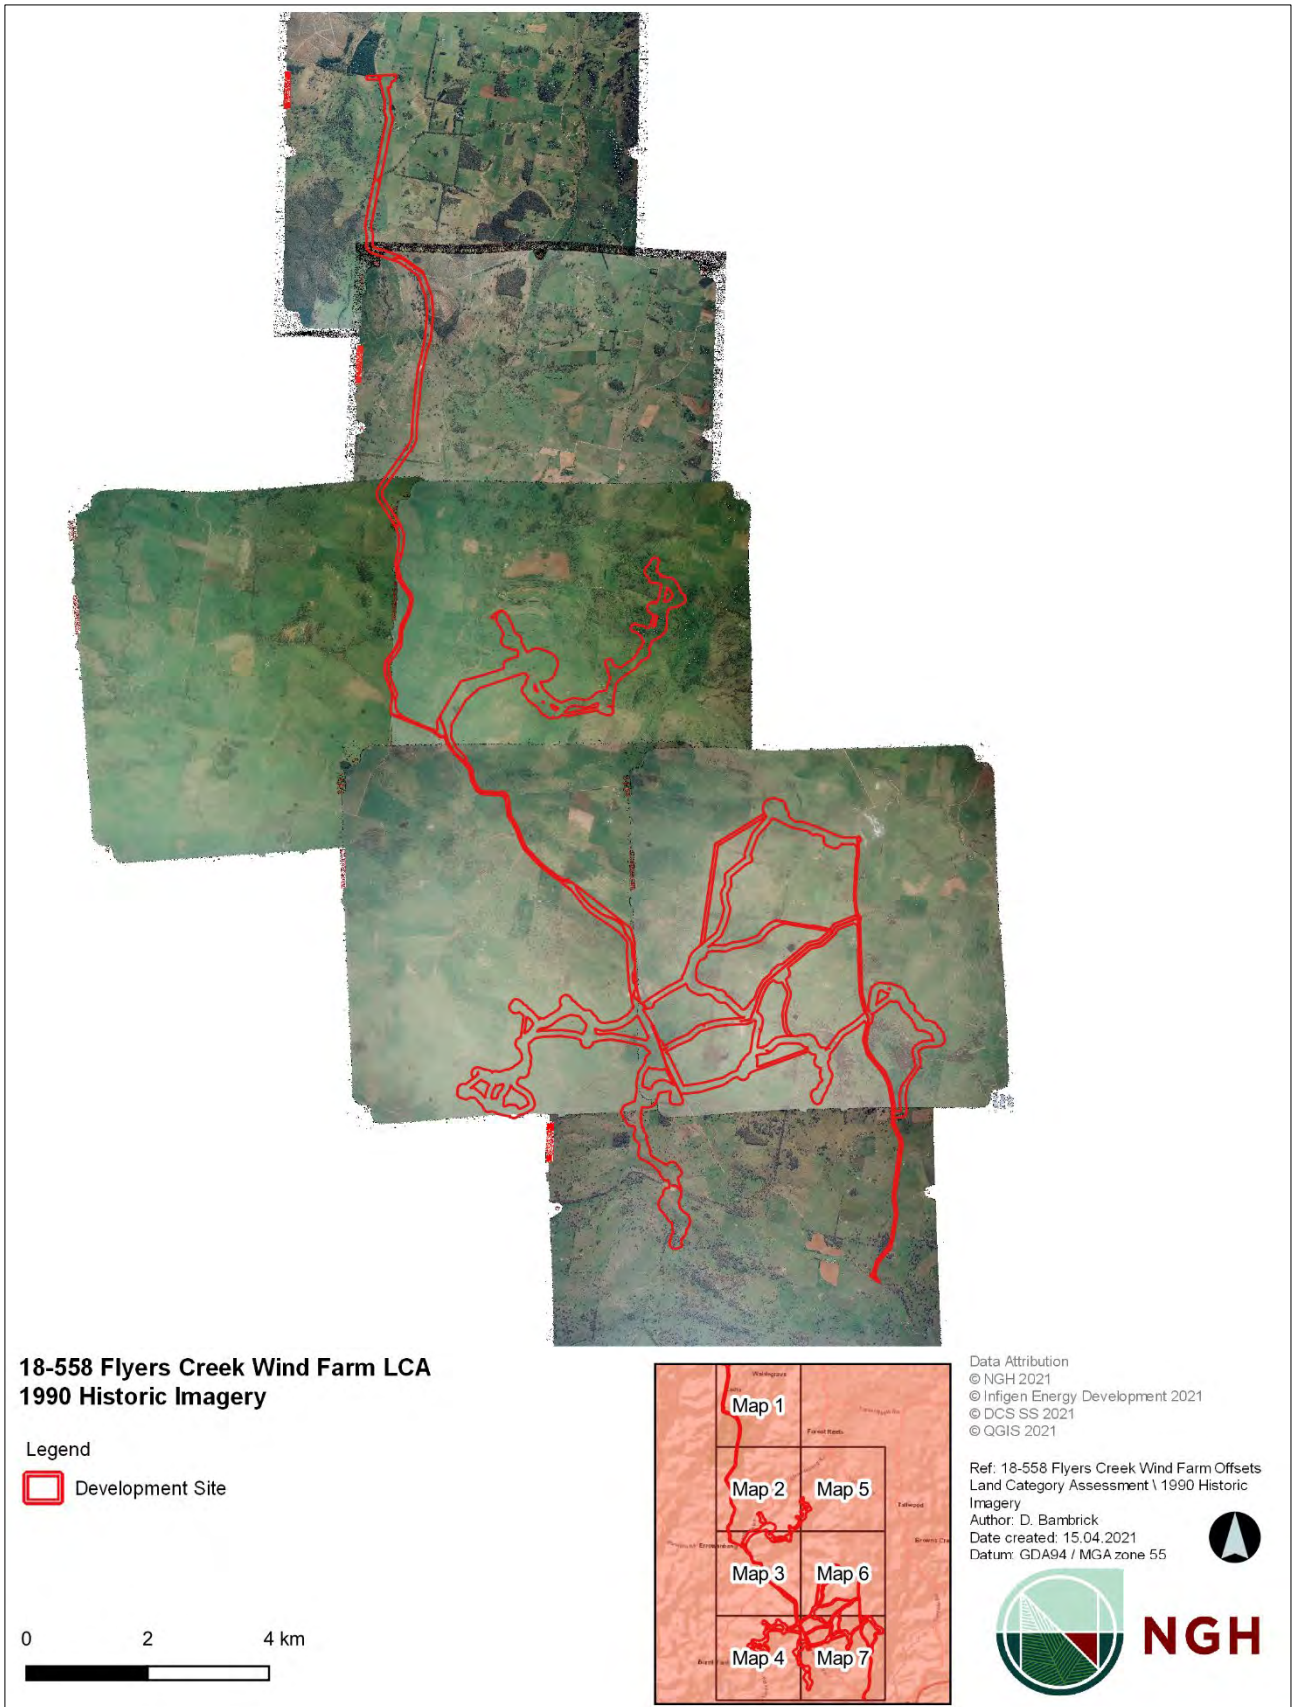 18-558 Flyers Creek Wind Farm LCA
1990 Historic Imagery
Legend
Development Site
0 2 4 km
Map 1
Forest Reefs
Map 2
Map 5
Map 3
Map 6
Map 4
Map 7
Data Attribution
© NGH 2021
© Infigen Energy Development 2021
© DCS SS 2021
© QGIS 2021
Ref: 18-558 Flyers Creek Wind Farm Offsets
Land Category Assessment \ 1990 Historic
Imagery
Author: D. Bambrick
Date created: 15.04.2021
Datum: GDA94 / MGA zone 55
NGH